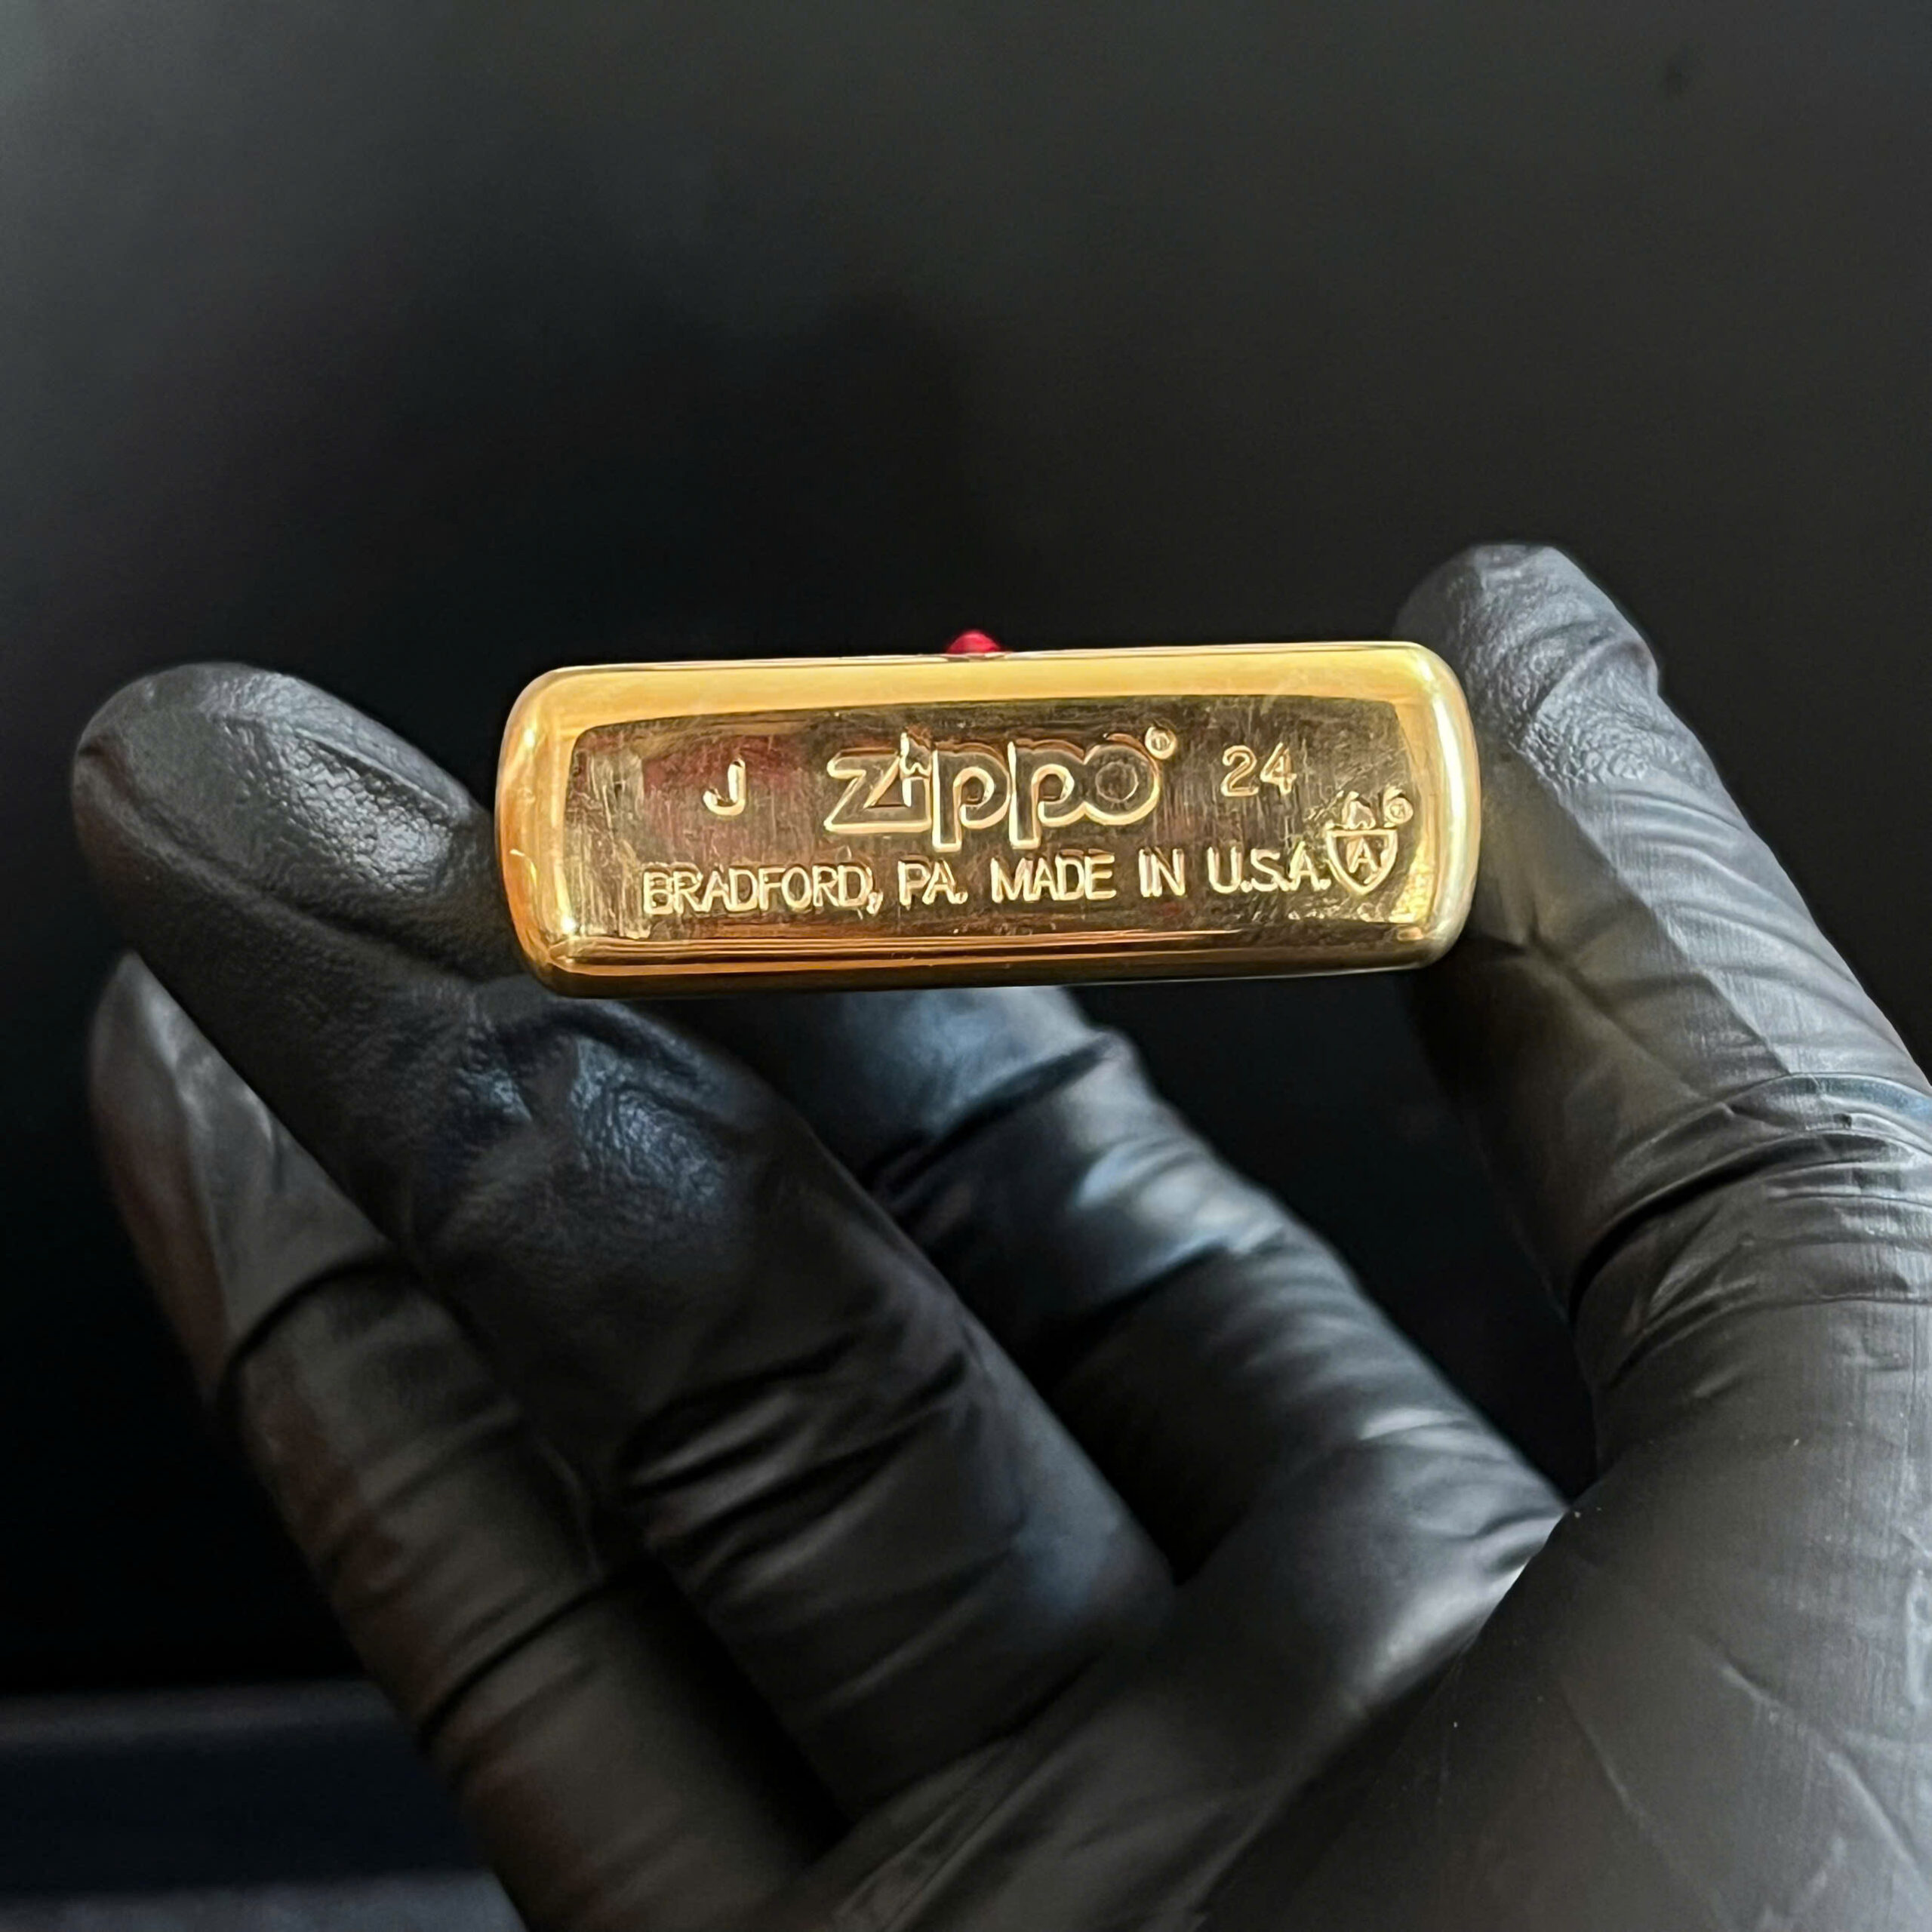 J Zippo® 24
BRADFORD, PA. MADE IN U.S.A.
A